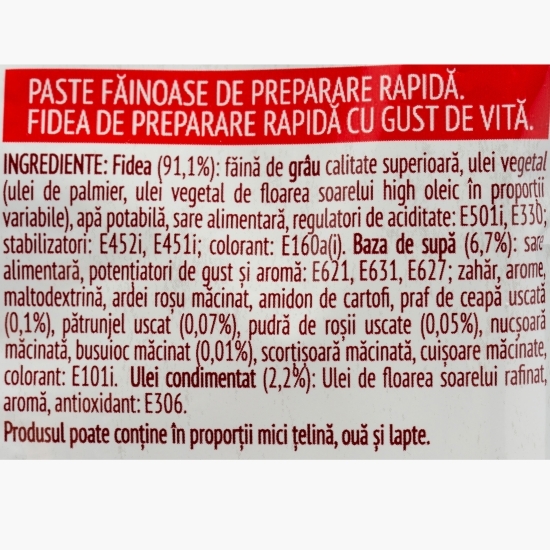 PASTE FĂINOASE DE PREPARARE RAPIDĂ.
FIDEA DE PREPARARE RAPIDĂ CU GUST DE VITĂ.
INGREDIENTE: Fidea (91,1%): făină de grâu calitate superioară, ulei vegetal
(ulei de palmier, ulei vegetal de floarea soarelui high oleic în proporții
variabile), apă potabilă, sare alimentară, regulatori de aciditate: E501i, E330;
stabilizatori: E452i, E451i; colorant: E160a(i). Baza de supă (6,7%): sare
alimentară, potențiatori de gust și aromă: E621, E631, E627; zahăr, arome,
maltodextrină, ardei roșu măcinat, amidon de cartofi, praf de ceapă uscată
(0,1%), pătrunjel uscat (0,07%), pudră de roșii uscate (0,05%), nucșoară
măcinată, busuioc măcinat (0,01%), scorțișoară măcinată, cuișoare măcinate,
colorant: E101i. Ulei condimentat (2,2%): Ulei de floarea soarelui rafinat,
aromă, antioxidant: E306.
Produsul poate conține în proporții mici țelină, ouă și lapte.